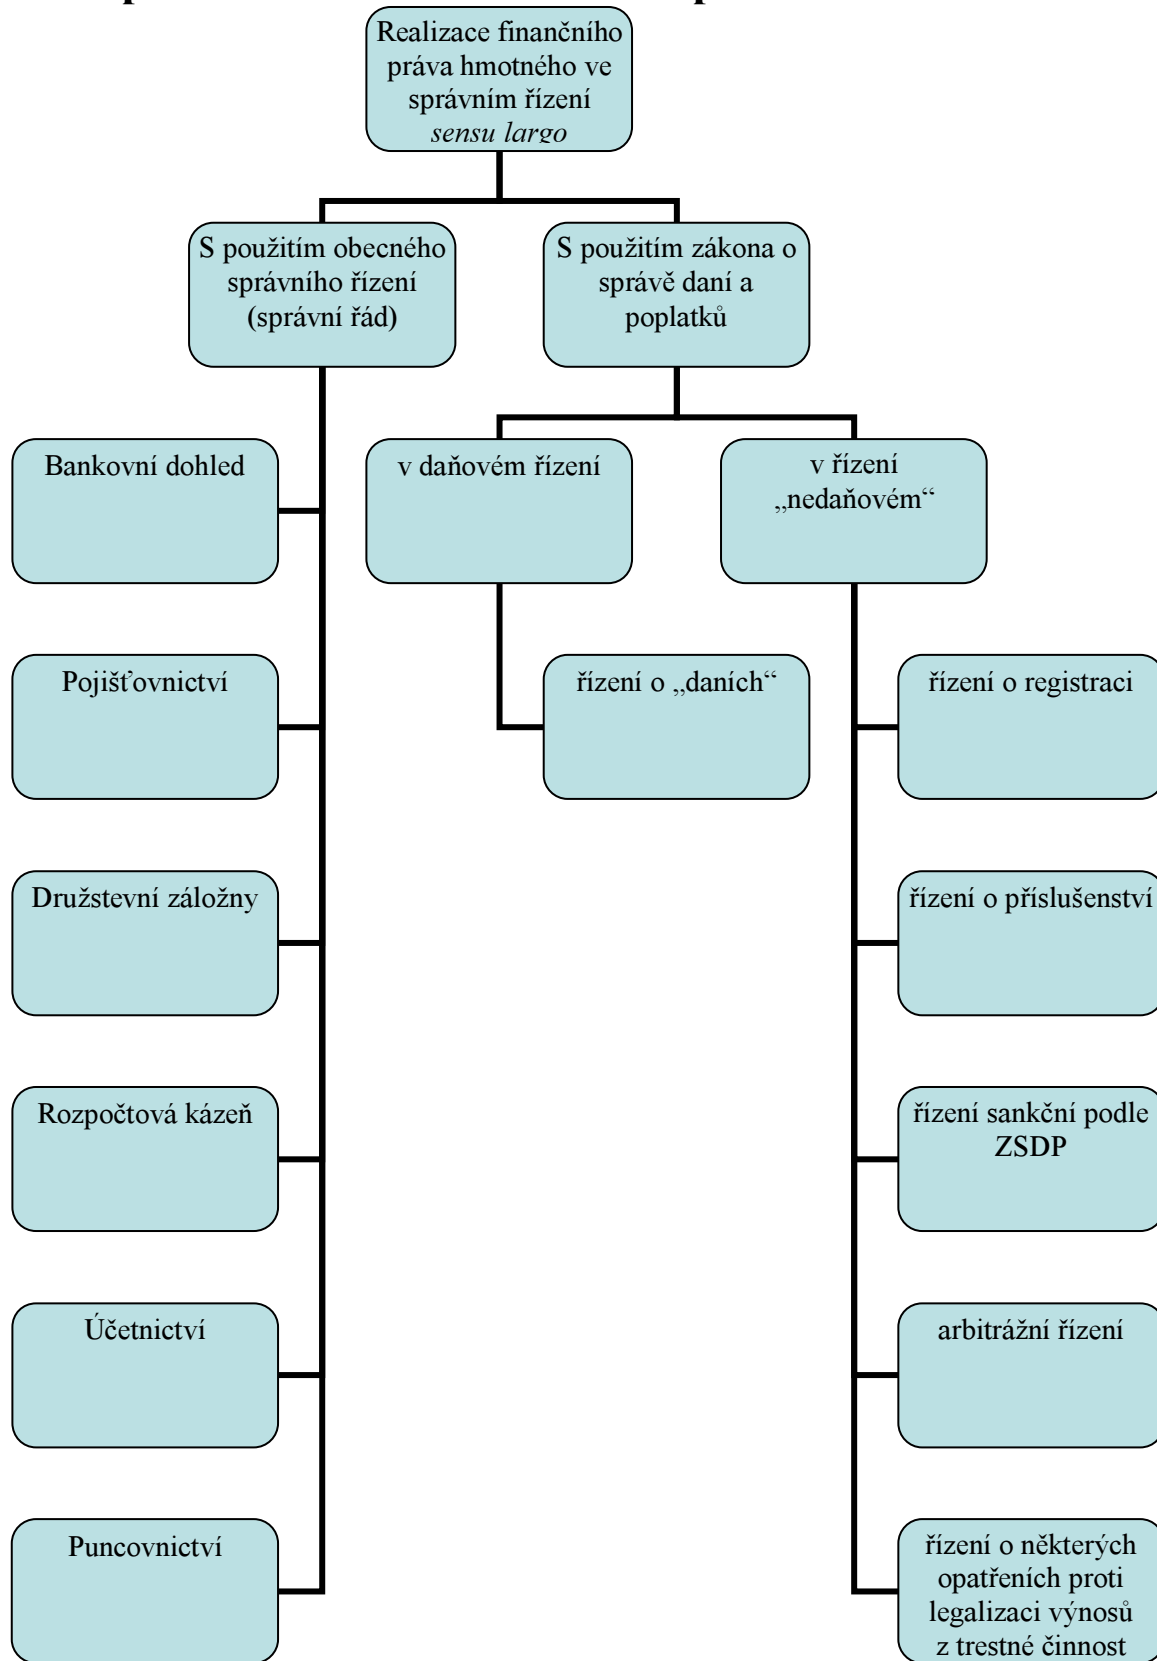 Realizace finančního
práva hmotného ve
správním řízení
sensu largo
S použitím obecného
správního řízení
(správní řád)
S použitím zákona o
správě daní a
poplatků
Bankovní dohled
v daňovém řízení
v řízení
„nedaňovém“
Pojišťovnictví
řízení o „daních“
řízení o registraci
Družstevní záložny
řízení o příslušenství
Rozpočtová kázeň
řízení sankční podle
ZSDP
Účetnictví
arbitrážní řízení
Puncovnictví
řízení o některých
opatřeních proti
legalizaci výnosů
z trestné činnost